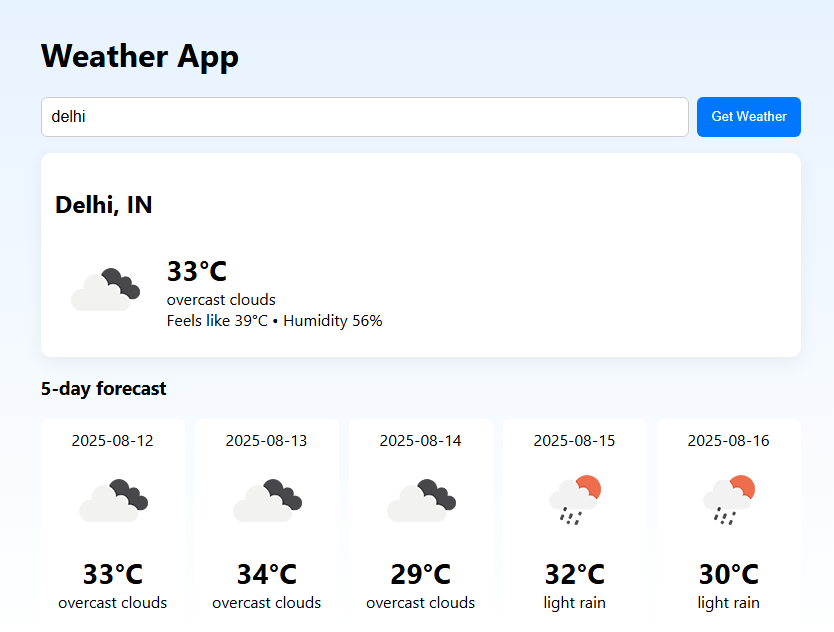 Weather App
delhi
Get Weather
Delhi, IN
33°C
overcast clouds
Feels like 39°C • Humidity 56%
5-day forecast
2025-08-12
2025-08-13
2025-08-14
2025-08-15
2025-08-16
33°C
34°C
29°C
32°C
30°C
overcast clouds
overcast clouds
overcast clouds
light rain
light rain